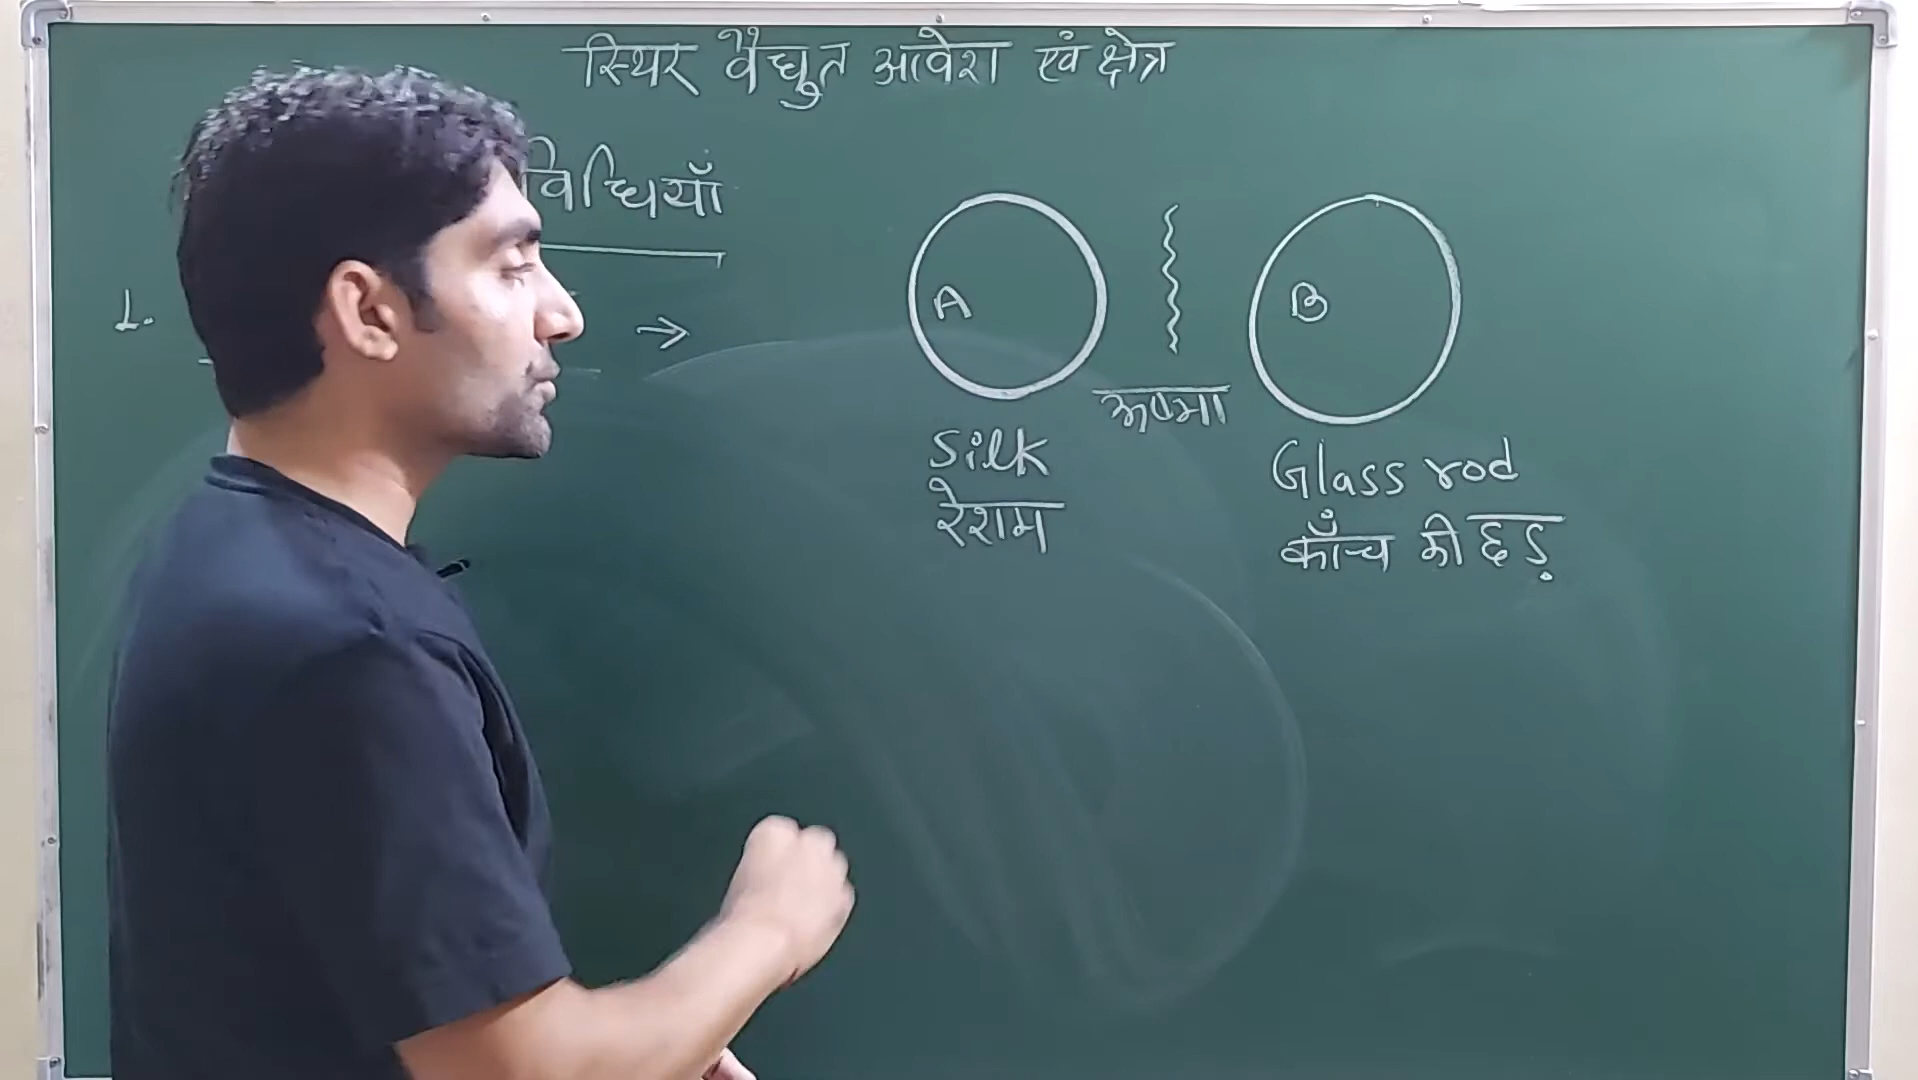 स्थिर वैद्युत आवेश एवं क्षेत्र
विधियाँ
1. →
A B
ऊष्मा
Silk
रेशम
Glass rod
काँच की छड़